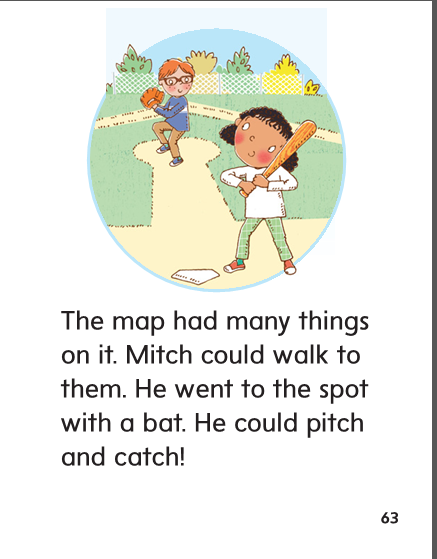 The map had many things
on it. Mitch could walk to
them. He went to the spot
with a bat. He could pitch
and catch!
63